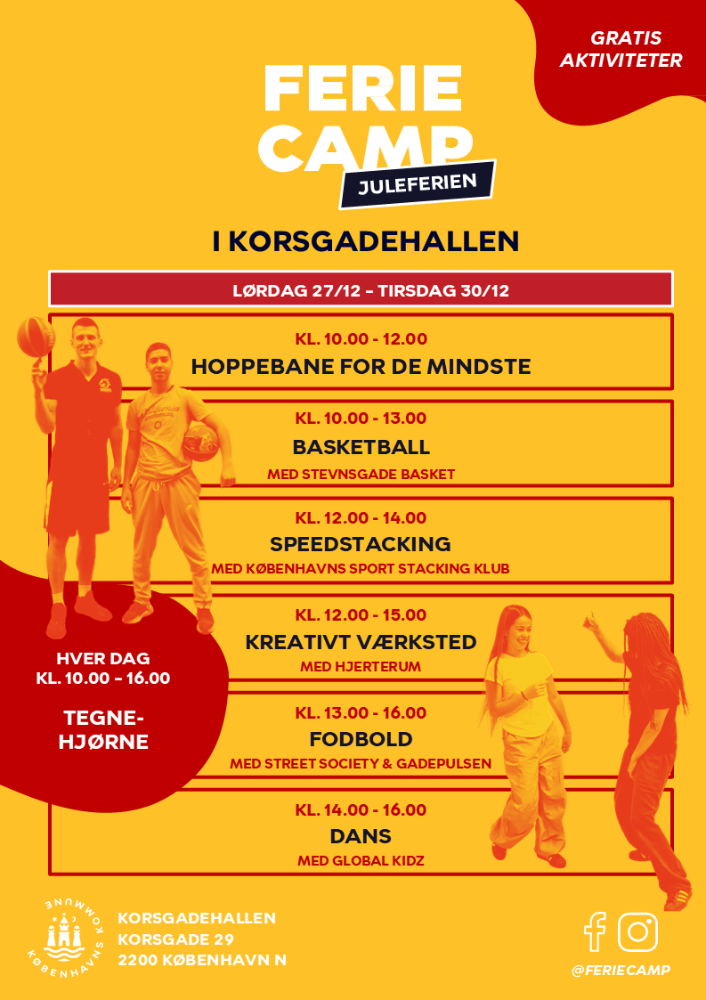 GRATIS
AKTIVITETER
FERIE
CAMP
JULEFERIEN
I KORSGADEHALLEN
LØRDAG 27/12 – TIRSDAG 30/12
KL. 10.00 - 12.00
HOPPEBANE FOR DE MINDSTE
KL. 10.00 - 13.00
BASKETBALL
MED STEVNSGADE BASKET
KL. 12.00 - 14.00
SPEEDSTACKING
MED KØBENHAVNS SPORT STACKING KLUB
KL. 12.00 - 15.00
KREATIVT VÆRKSTED
MED HJERTERUM
KL. 13.00 - 16.00
FODBOLD
MED STREET SOCIETY & GADEPULSEN
KL. 14.00 - 16.00
DANS
MED GLOBAL KIDZ
HVER DAG
KL. 10.00 – 16.00
TEGNE-
HJØRNE
KØBENHAVNS KOMMUNE
KORSGADEHALLEN
KORSGADE 29
2200 KØBENHAVN N
@FERIECAMP